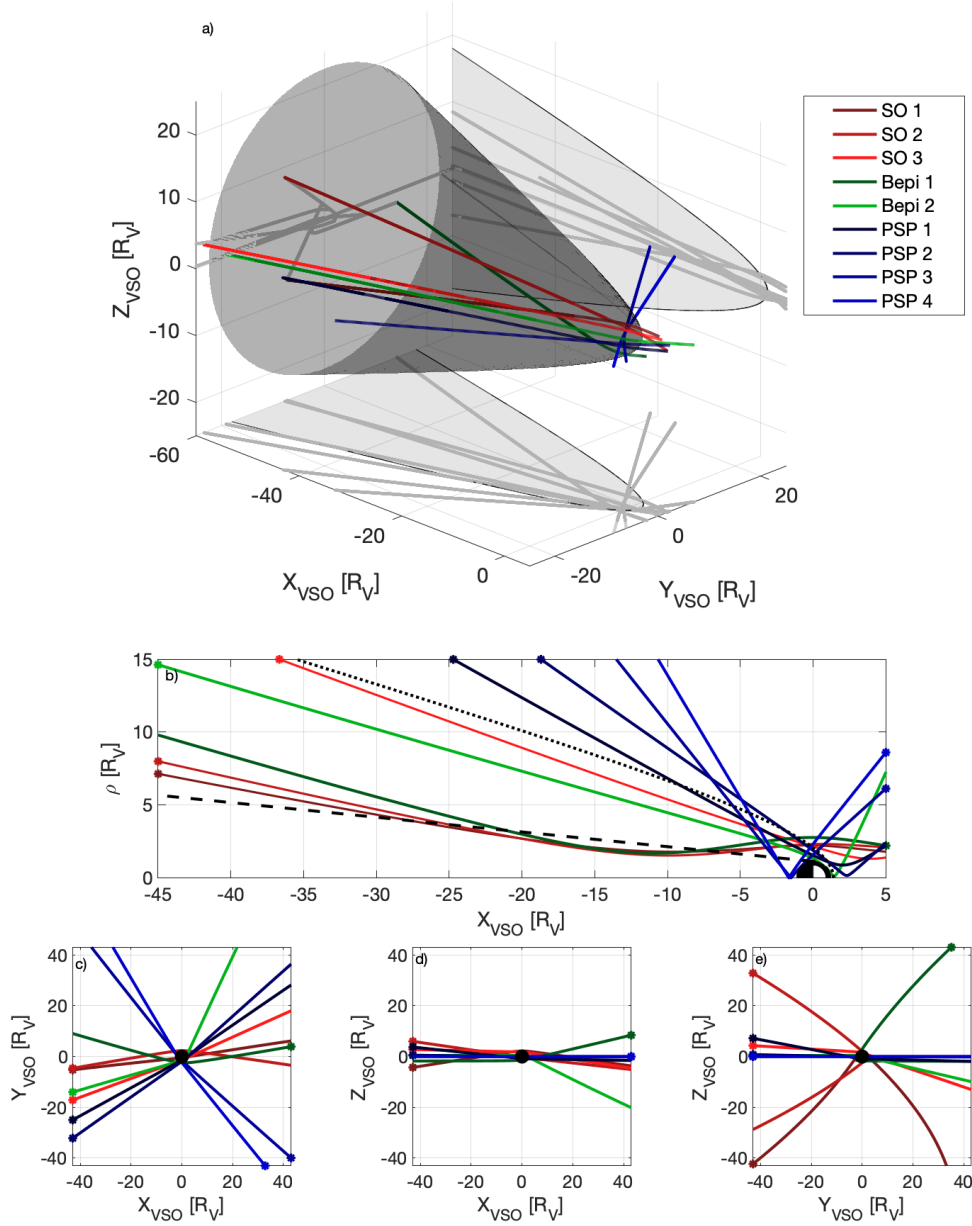 a)
20
10
0
-10
-20
-60
-40
-20
0
-20
0
20
Z_VSO [R_V]
X_VSO [R_V]
Y_VSO [R_V]
SO 1
SO 2
SO 3
Bepi 1
Bepi 2
PSP 1
PSP 2
PSP 3
PSP 4
b)
15
10
5
0
ρ [R_V]
-45 -40 -35 -30 -25 -20 -15 -10 -5 0 5
X_VSO [R_V]
c)
40
20
0
-20
-40
Y_VSO [R_V]
-40 -20 0 20 40
X_VSO [R_V]
d)
40
20
0
-20
-40
Z_VSO [R_V]
-40 -20 0 20 40
X_VSO [R_V]
e)
40
20
0
-20
-40
Z_VSO [R_V]
-40 -20 0 20 40
Y_VSO [R_V]